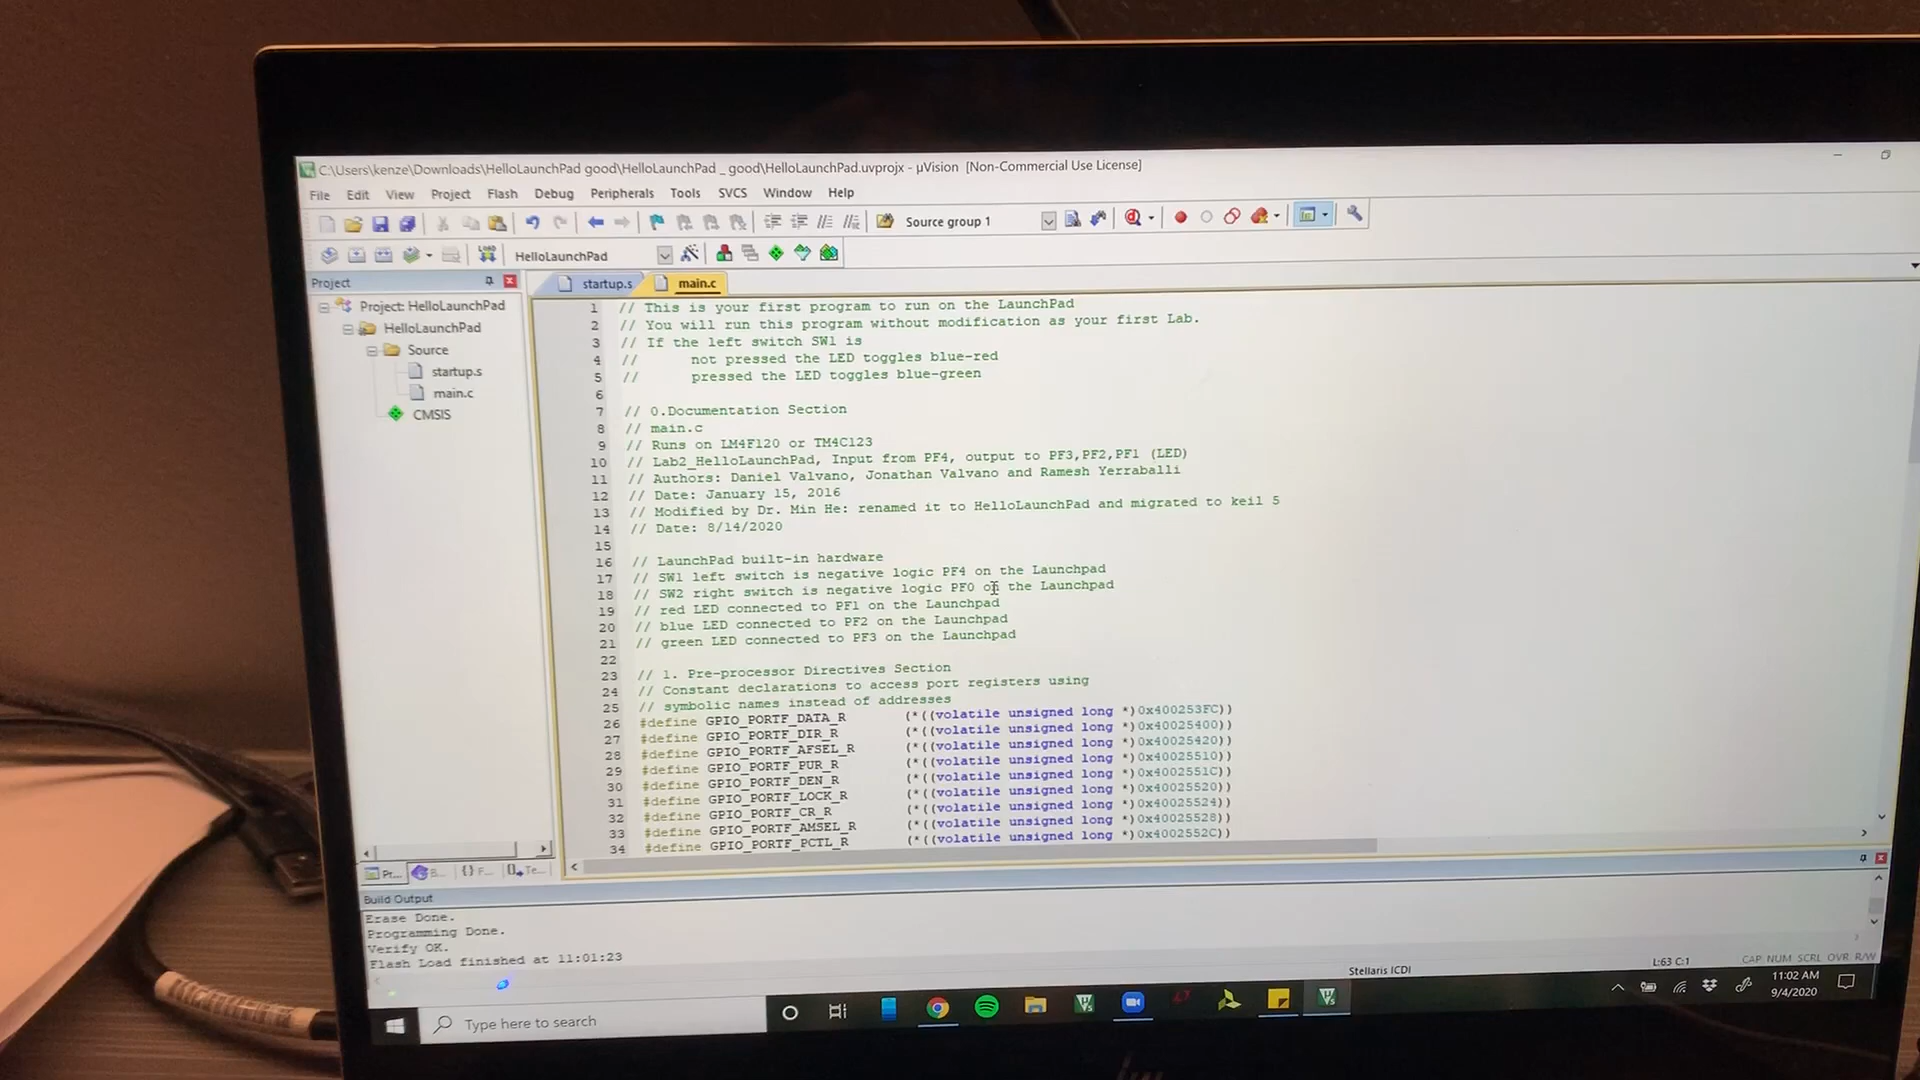 C:\Users\kenze\Downloads\HelloLaunchPad good\HelloLaunchPad _ good\HelloLaunchPad.uvprojx - µVision [Non-Commercial Use License]
File Edit View Project Flash Debug Peripherals Tools SVCS Window Help
Source group 1
LOAD HelloLaunchPad
Project
startup.s main.c
Project: HelloLaunchPad
HelloLaunchPad
Source
startup.s
main.c
CMSIS
1 // This is your first program to run on the LaunchPad
2 // You will run this program without modification as your first Lab.
3 // If the left switch SW1 is
4 // not pressed the LED toggles blue-red
5 // pressed the LED toggles blue-green
6
7 // 0.Documentation Section
8 // main.c
9 // Runs on LM4F120 or TM4C123
10 // Lab2_HelloLaunchPad, Input from PF4, output to PF3,PF2,PF1 (LED)
11 // Authors: Daniel Valvano, Jonathan Valvano and Ramesh Yerraballi
12 // Date: January 15, 2016
13 // Modified by Dr. Min He: renamed it to HelloLaunchPad and migrated to keil 5
14 // Date: 8/14/2020
15
16 // LaunchPad built-in hardware
17 // SW1 left switch is negative logic PF4 on the Launchpad
18 // SW2 right switch is negative logic PF0 on the Launchpad
19 // red LED connected to PF1 on the Launchpad
20 // blue LED connected to PF2 on the Launchpad
21 // green LED connected to PF3 on the Launchpad
22
23 // 1. Pre-processor Directives Section
24 // Constant declarations to access port registers using
25 // symbolic names instead of addresses
26 #define GPIO_PORTF_DATA_R (*((volatile unsigned long *)0x400253FC))
27 #define GPIO_PORTF_DIR_R (*((volatile unsigned long *)0x40025400))
28 #define GPIO_PORTF_AFSEL_R (*((volatile unsigned long *)0x40025420))
29 #define GPIO_PORTF_PUR_R (*((volatile unsigned long *)0x40025510))
30 #define GPIO_PORTF_DEN_R (*((volatile unsigned long *)0x4002551C))
31 #define GPIO_PORTF_LOCK_R (*((volatile unsigned long *)0x40025520))
32 #define GPIO_PORTF_CR_R (*((volatile unsigned long *)0x40025524))
33 #define GPIO_PORTF_AMSEL_R (*((volatile unsigned long *)0x40025528))
34 #define GPIO_PORTF_PCTL_R (*((volatile unsigned long *)0x4002552C))
Pr... B... {} F... Te...
Build Output
Erase Done.
Programming Done.
Verify OK.
Flash Load finished at 11:01:23
Stellaris ICDI L:63 C:1 CAP NUM SCRL OVR R/W
Type here to search
11:02 AM
9/4/2020